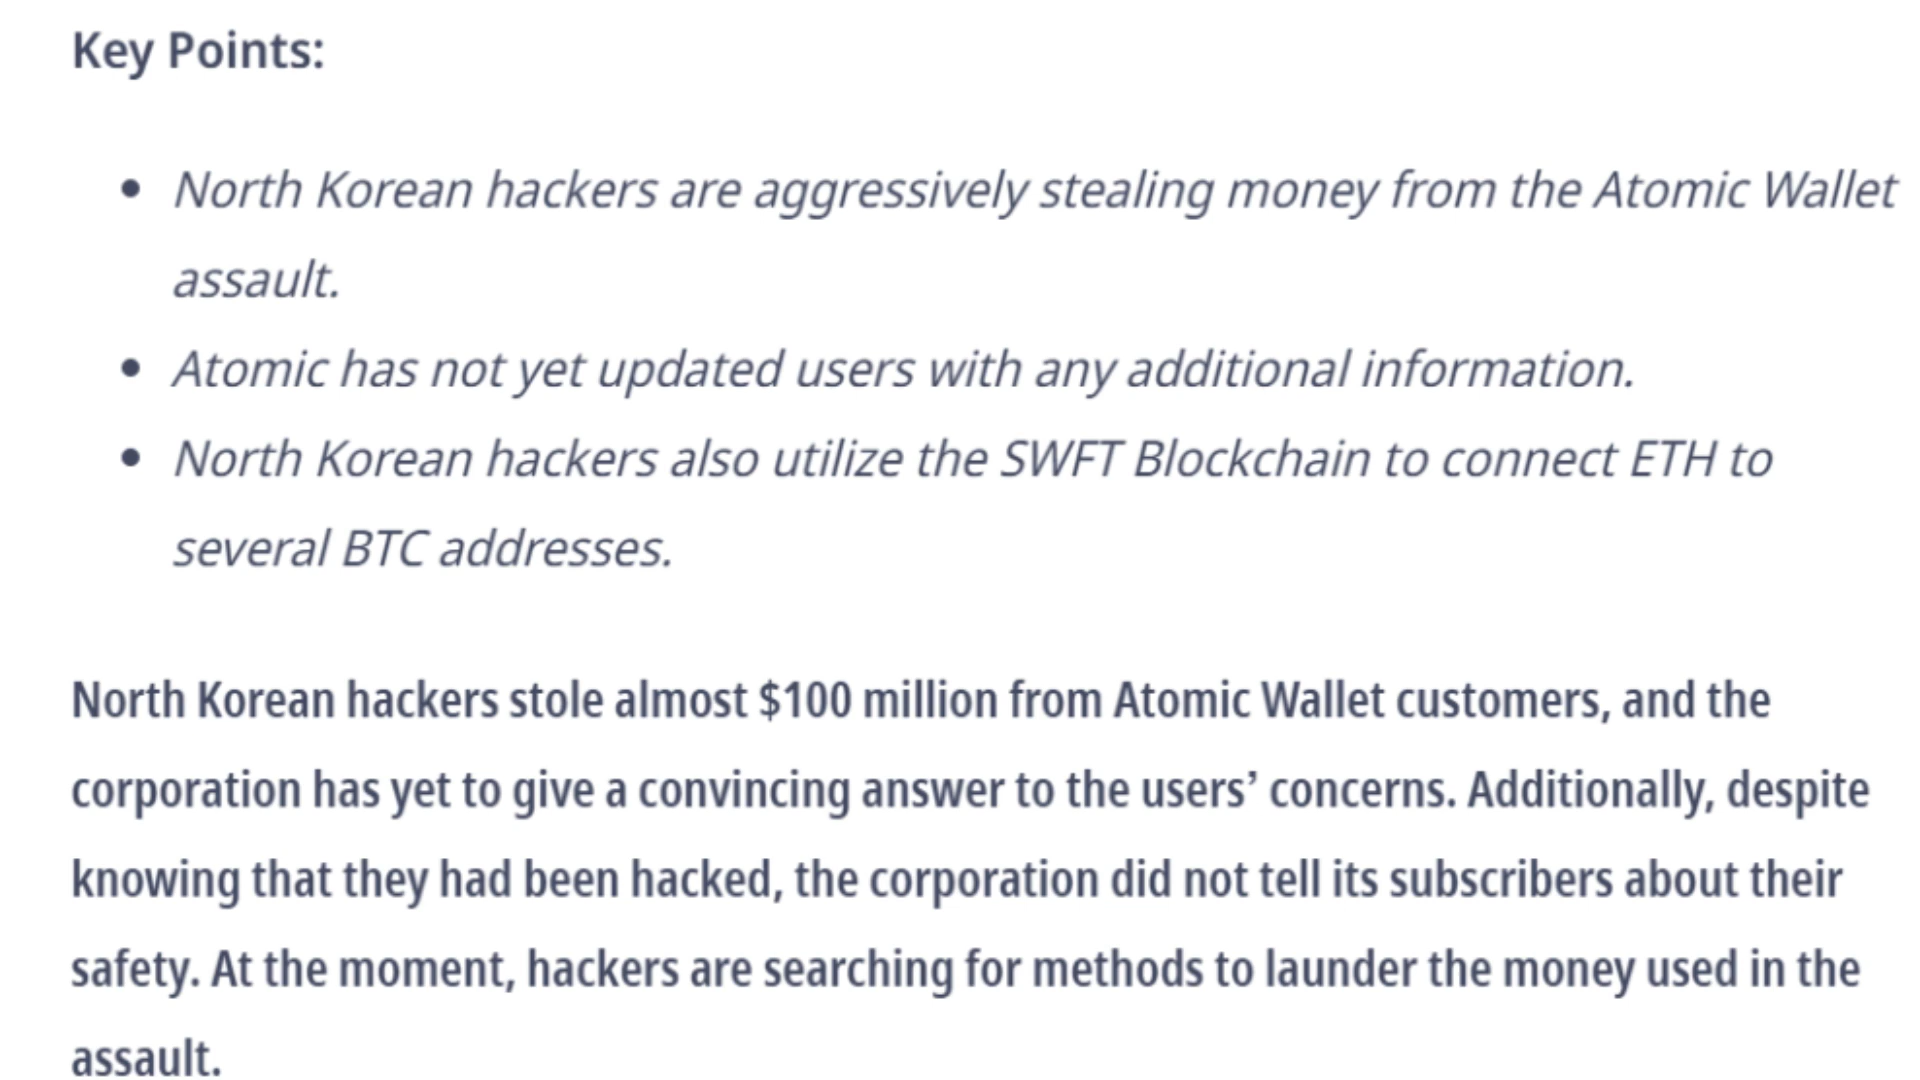 Key Points:
• North Korean hackers are aggressively stealing money from the Atomic Wallet
assault.
• Atomic has not yet updated users with any additional information.
• North Korean hackers also utilize the SWFT Blockchain to connect ETH to
several BTC addresses.
North Korean hackers stole almost $100 million from Atomic Wallet customers, and the
corporation has yet to give a convincing answer to the users’ concerns. Additionally, despite
knowing that they had been hacked, the corporation did not tell its subscribers about their
safety. At the moment, hackers are searching for methods to launder the money used in the
assault.